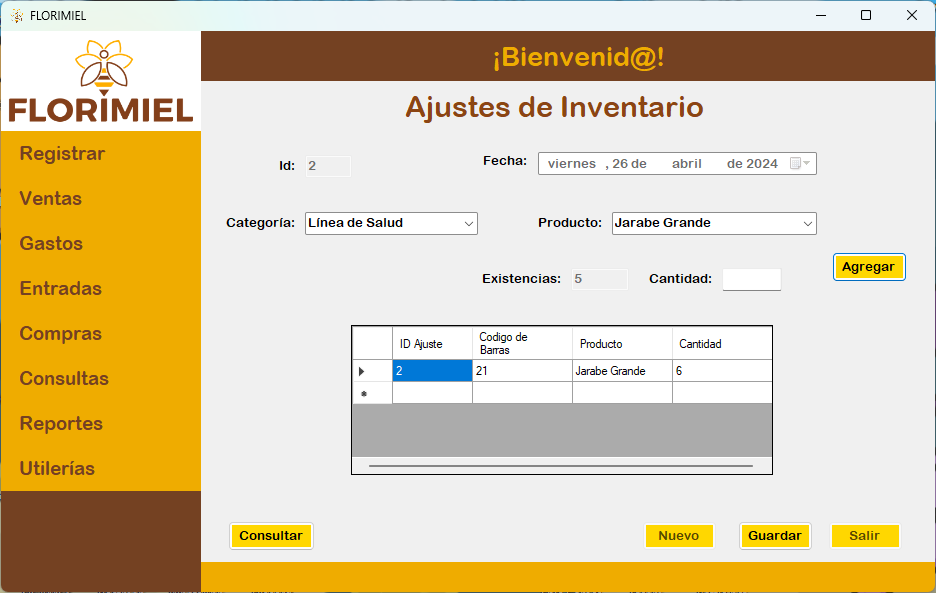 FLORIMIEL
¡Bienvenid@!
FLORIMIEL
Registrar
Ventas
Gastos
Entradas
Compras
Consultas
Reportes
Utilerías
Ajustes de Inventario
Id: 2
Fecha: viernes , 26 de abril de 2024
Categoría: Línea de Salud
Producto: Jarabe Grande
Existencias: 5
Cantidad:
Agregar
ID Ajuste
Codigo de
Barras
Producto
Cantidad
2 21 Jarabe Grande 6
Consultar
Nuevo
Guardar
Salir